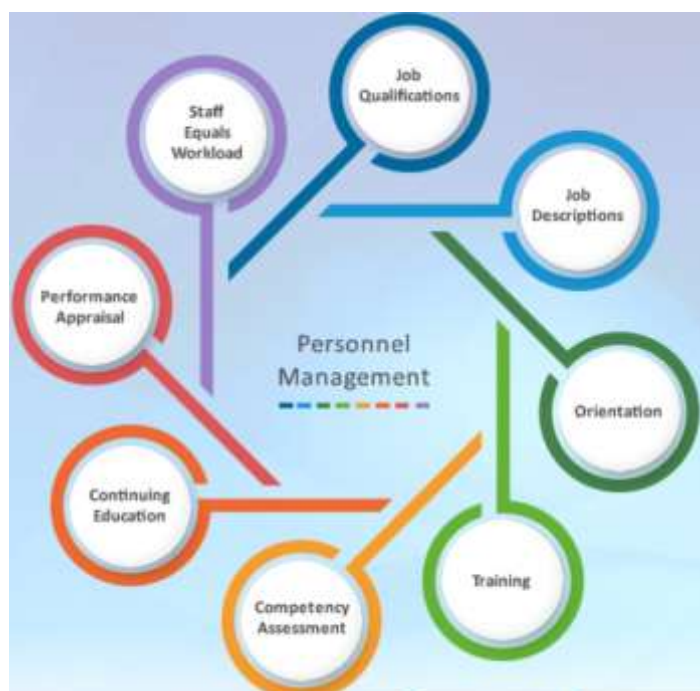 Job
Qualifications
Staff
Equals
Workload
Job
Descriptions
Performance
Appraisal
Personnel
Management
Orientation
Continuing
Education
Training
Competency
Assessment